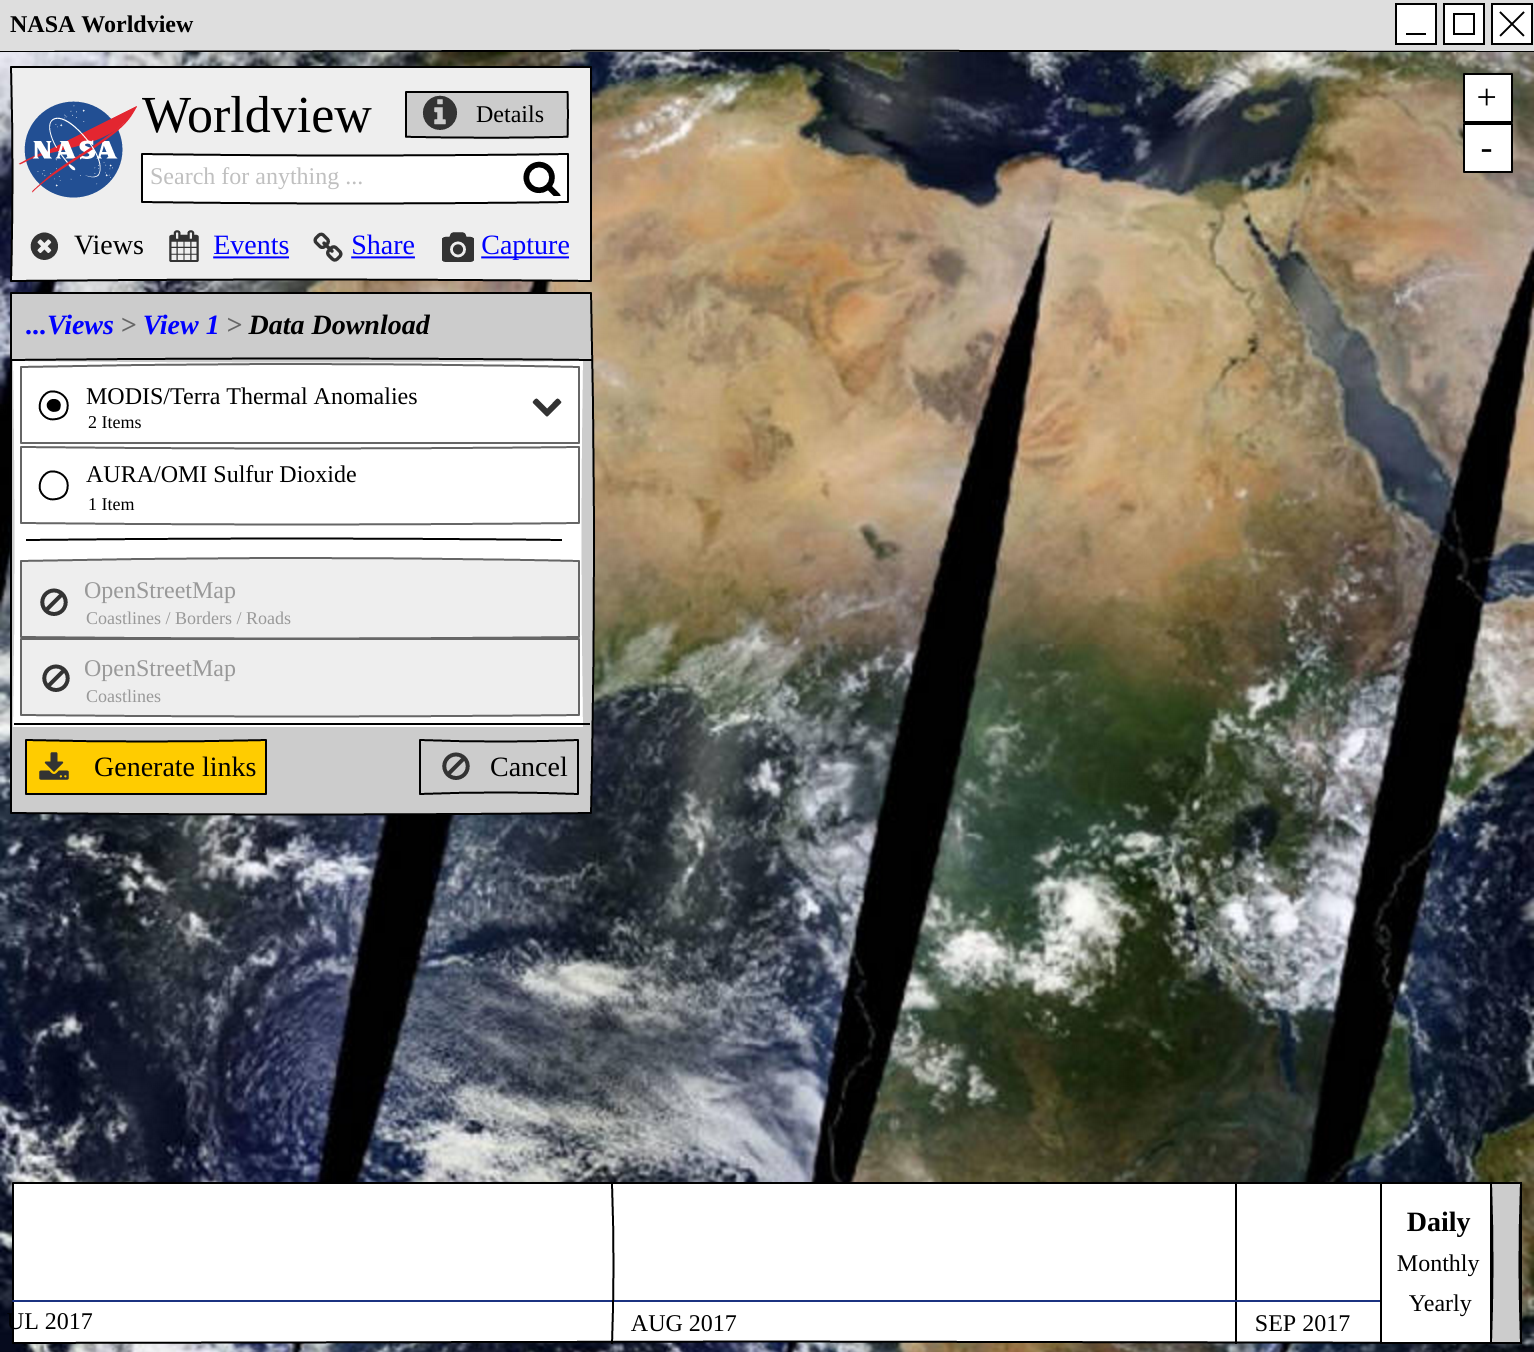 NASA Worldview
Worldview
Details
NASA
Search for anything ...
Views Events Share Capture
...Views > View 1 > Data Download
MODIS/Terra Thermal Anomalies
2 Items
AURA/OMI Sulfur Dioxide
1 Item
OpenStreetMap
Coastlines / Borders / Roads
OpenStreetMap
Coastlines
Generate links Cancel
+
-
UL 2017 AUG 2017 SEP 2017
Daily
Monthly
Yearly